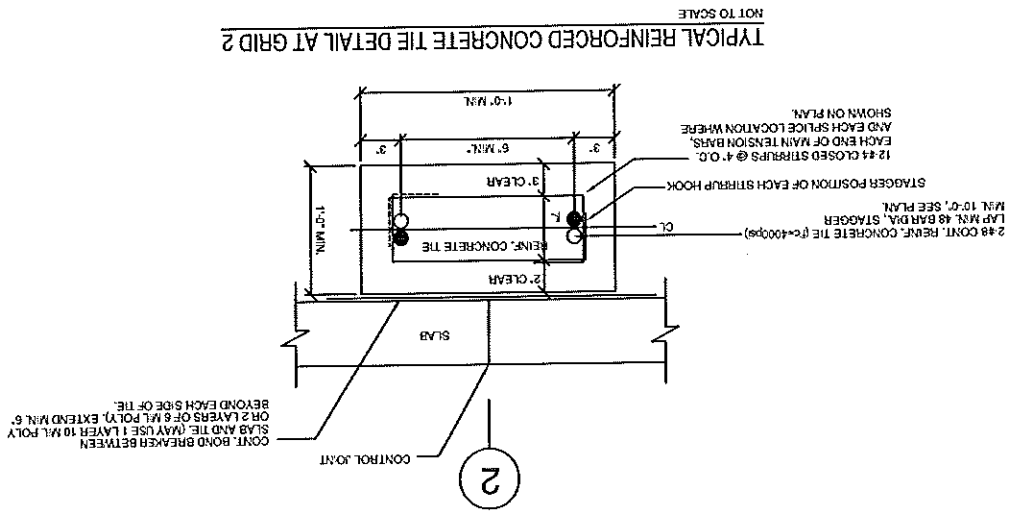 2
CONTROL JOINT
CONT. BOND BREAKER BETWEEN
SLAB AND TIE. (MAY USE 1 LAYER 10 MIL POLY
OR 2 LAYERS OF 6 MIL POLY). EXTEND MIN. 6"
BEYOND EACH SIDE OF TIE.
SLAB
2" CLEAR
REINF. CONCRETE TIE
7"
3" CLEAR
1'-0" MIN.
CL
2-#8 CONT. REINF. CONCRETE TIE (f'c=4000psi)
LAP MIN. 48 BAR DIA., STAGGER
MIN. 10'-0", SEE PLAN.
STAGGER POSITION OF EACH STIRRUP HOOK
12-#4 CLOSED STIRRUPS @ 4" O.C.
EACH END OF MAIN TENSION BARS,
AND EACH SPLICE LOCATION WHERE
SHOWN ON PLAN.
3"
6" MIN.
3"
1'-0" MIN.
TYPICAL REINFORCED CONCRETE TIE DETAIL AT GRID 2
NOT TO SCALE